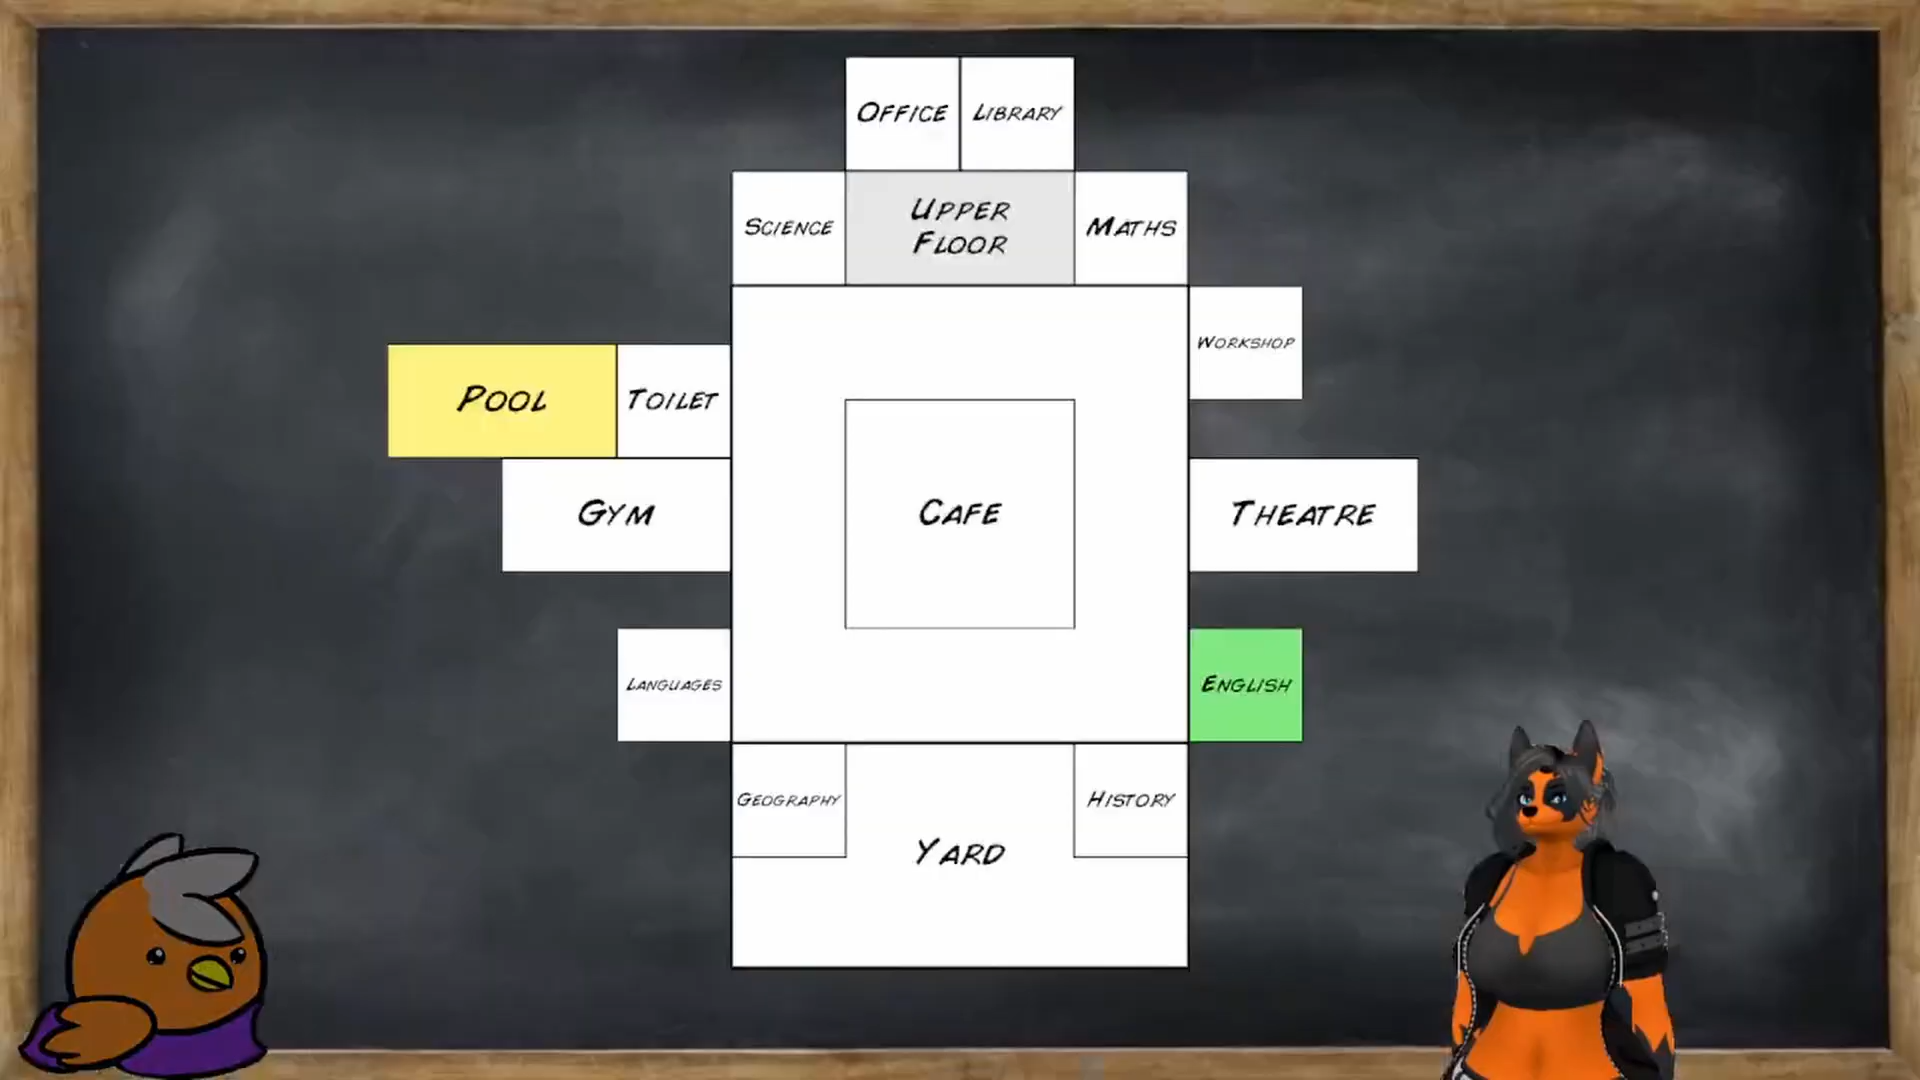 OFFICE
LIBRARY
SCIENCE
UPPER
FLOOR
MATHS
WORKSHOP
POOL
TOILET
GYM
CAFE
THEATRE
LANGUAGES
ENGLISH
GEOGRAPHY
HISTORY
YARD